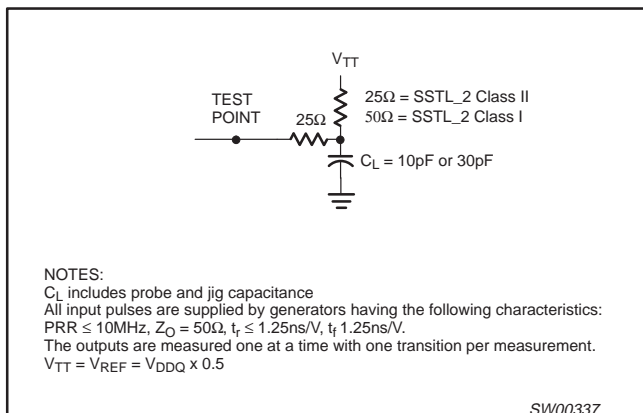 V_TT
25Ω = SSTL_2 Class II
50Ω = SSTL_2 Class I
TEST
POINT
25Ω
C_L = 10pF or 30pF
NOTES:
C_L includes probe and jig capacitance
All input pulses are supplied by generators having the following characteristics:
PRR ≤ 10MHz, Z_O = 50Ω, t_r ≤ 1.25ns/V, t_f 1.25ns/V.
The outputs are measured one at a time with one transition per measurement.
V_TT = V_REF = V_DDQ x 0.5
SW00337